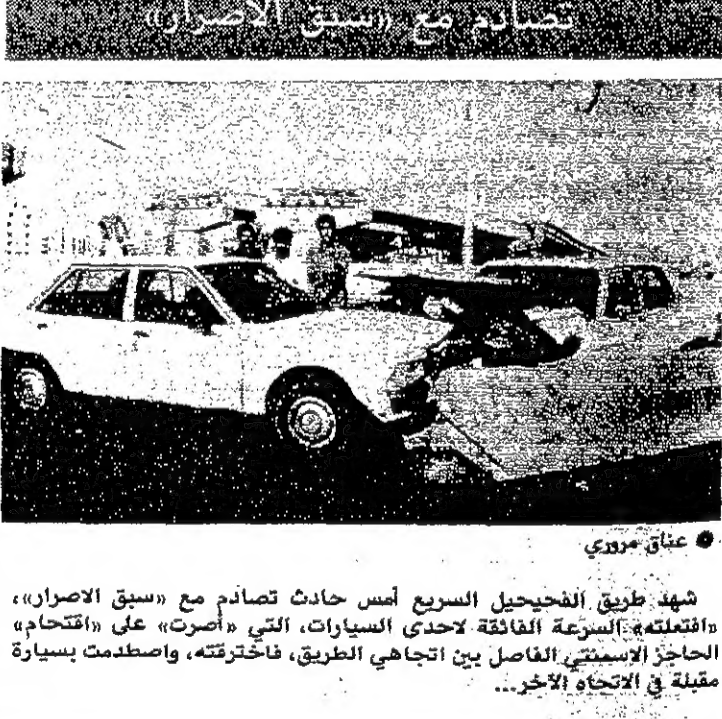 تصادم مع «سبق الاصرار»
● عناق مروري
شهد طريق الفحيحيل السريع أمس حادث تصادم مع «سبق الاصرار»،
«افتعلته» السرعة الفائقة لاحدى السيارات، التي «أصرت» على «اقتحام»
الحاجز الاسمنتي الفاصل بين اتجاهي الطريق، فاخترقته، واصطدمت بسيارة
مقبلة في الاتجاه الآخر...